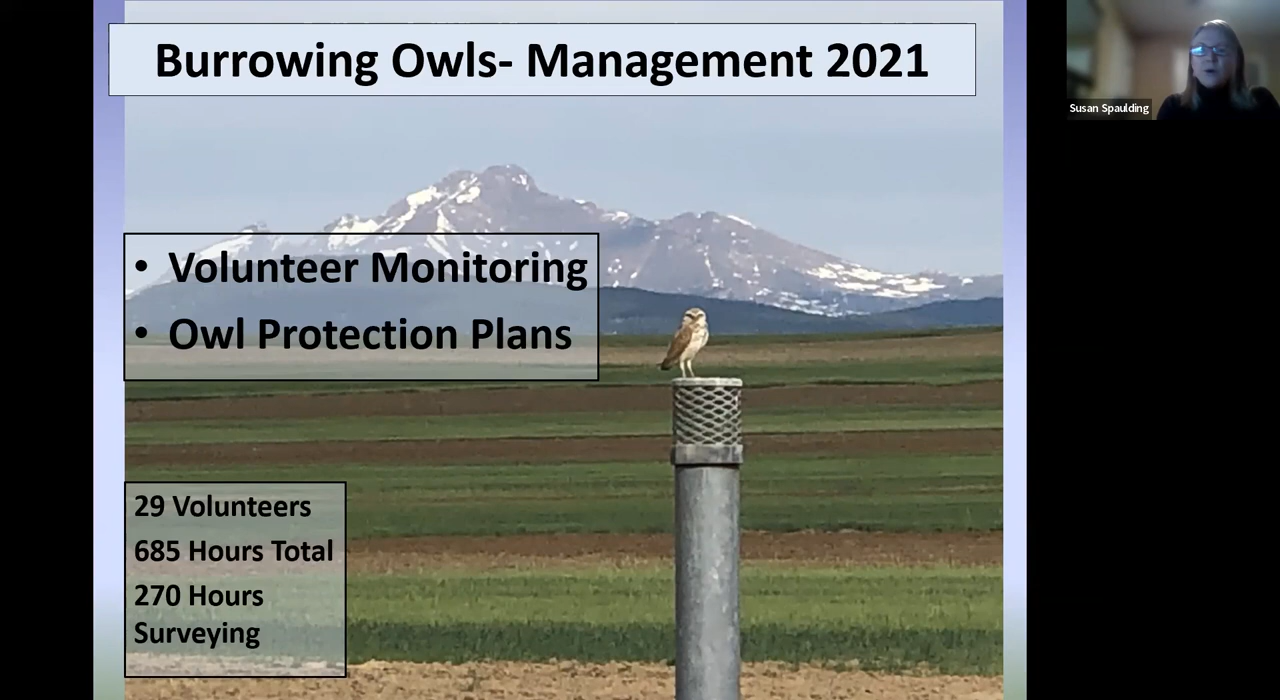 Burrowing Owls- Management 2021
Susan Spaulding
• Volunteer Monitoring
• Owl Protection Plans
29 Volunteers
685 Hours Total
270 Hours
Surveying